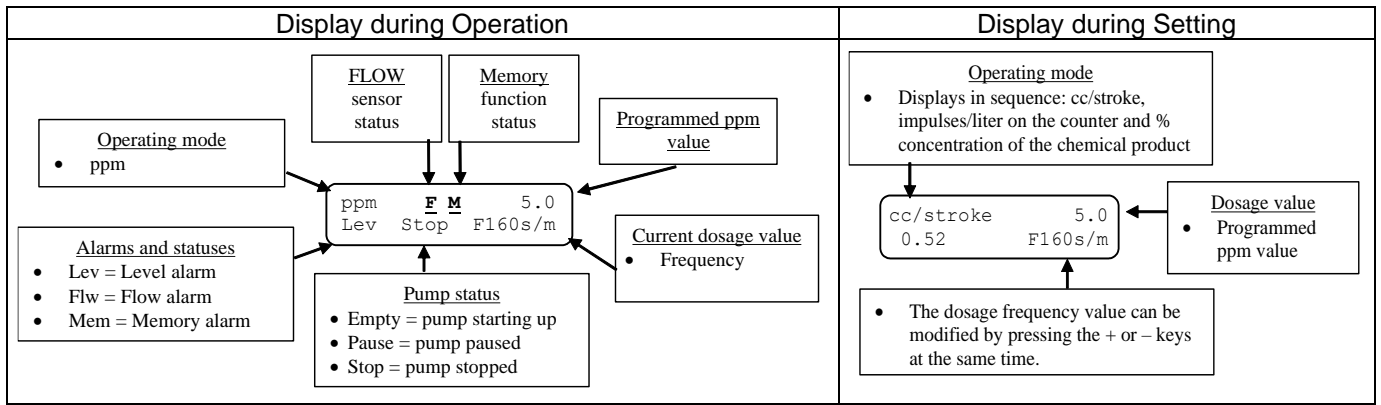 Display during Operation
FLOW
sensor
status
Memory
function
status
Programmed ppm
value
Operating mode
• ppm
ppm F M 5.0
Lev Stop F160s/m
Alarms and statuses
• Lev = Level alarm
• Flw = Flow alarm
• Mem = Memory alarm
Current dosage value
• Frequency
Pump status
• Empty = pump starting up
• Pause = pump paused
• Stop = pump stopped
Display during Setting
Operating mode
• Displays in sequence: cc/stroke,
impulses/liter on the counter and %
concentration of the chemical product
cc/stroke 5.0
0.52 F160s/m
Dosage value
• Programmed
ppm value
• The dosage frequency value can be
modified by pressing the + or – keys
at the same time.